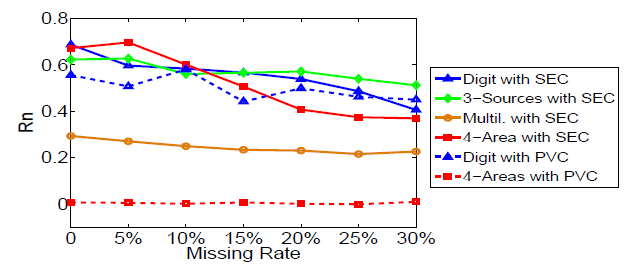 0.8
0.6
0.4
0.2
0
Rn
0 5% 10% 15% 20% 25% 30%
Missing Rate
Digit with SEC
3-Sources with SEC
Multil. with SEC
4-Area with SEC
Digit with PVC
4-Areas with PVC